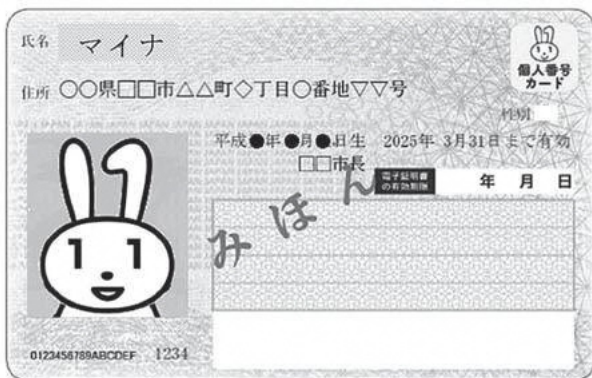 氏名 マイナ
個人番号
カード
住所 ○○県□□市△△町◇丁目○番地▽▽号
性別
平成●年●月●日生 2025年 3月31日まで有効
□□市長
電子証明書
の有効期限
年 月 日
みほん
0123456789ABCDEF 1234